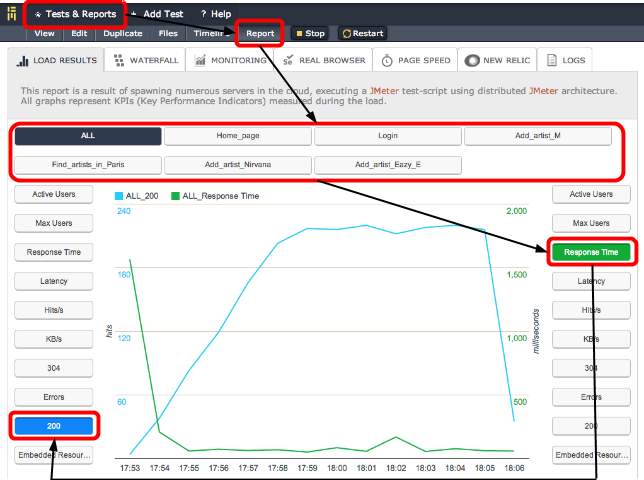 Tests & Reports + Add Test ? Help
View Edit Duplicate Files Timeline Report Stop Restart
LOAD RESULTS WATERFALL MONITORING REAL BROWSER PAGE SPEED NEW RELIC LOGS
This report is a result of spawning numerous servers in the cloud, executing a JMeter test-script using distributed JMeter architecture.
All graphs represent KPIs (Key Performance Indicators) measured during the load.
ALL Home_page Login Add_artist_M
Find_artists_in_Paris Add_artist_Nirvana Add_artist_Eazy_E
Active Users ALL_200 ALL_Response Time Active Users
240 2,000
Max Users Max Users
Response Time Response Time
180 1,500
Latency Latency
Hits/s Hits/s
hits milliseconds
120 1,000
KB/s KB/s
304 304
Errors Errors
60 500
200 200
Embedded Resour... Embedded Resour...
17:53 17:54 17:55 17:56 17:57 17:58 17:59 18:00 18:01 18:02 18:03 18:04 18:05 18:06